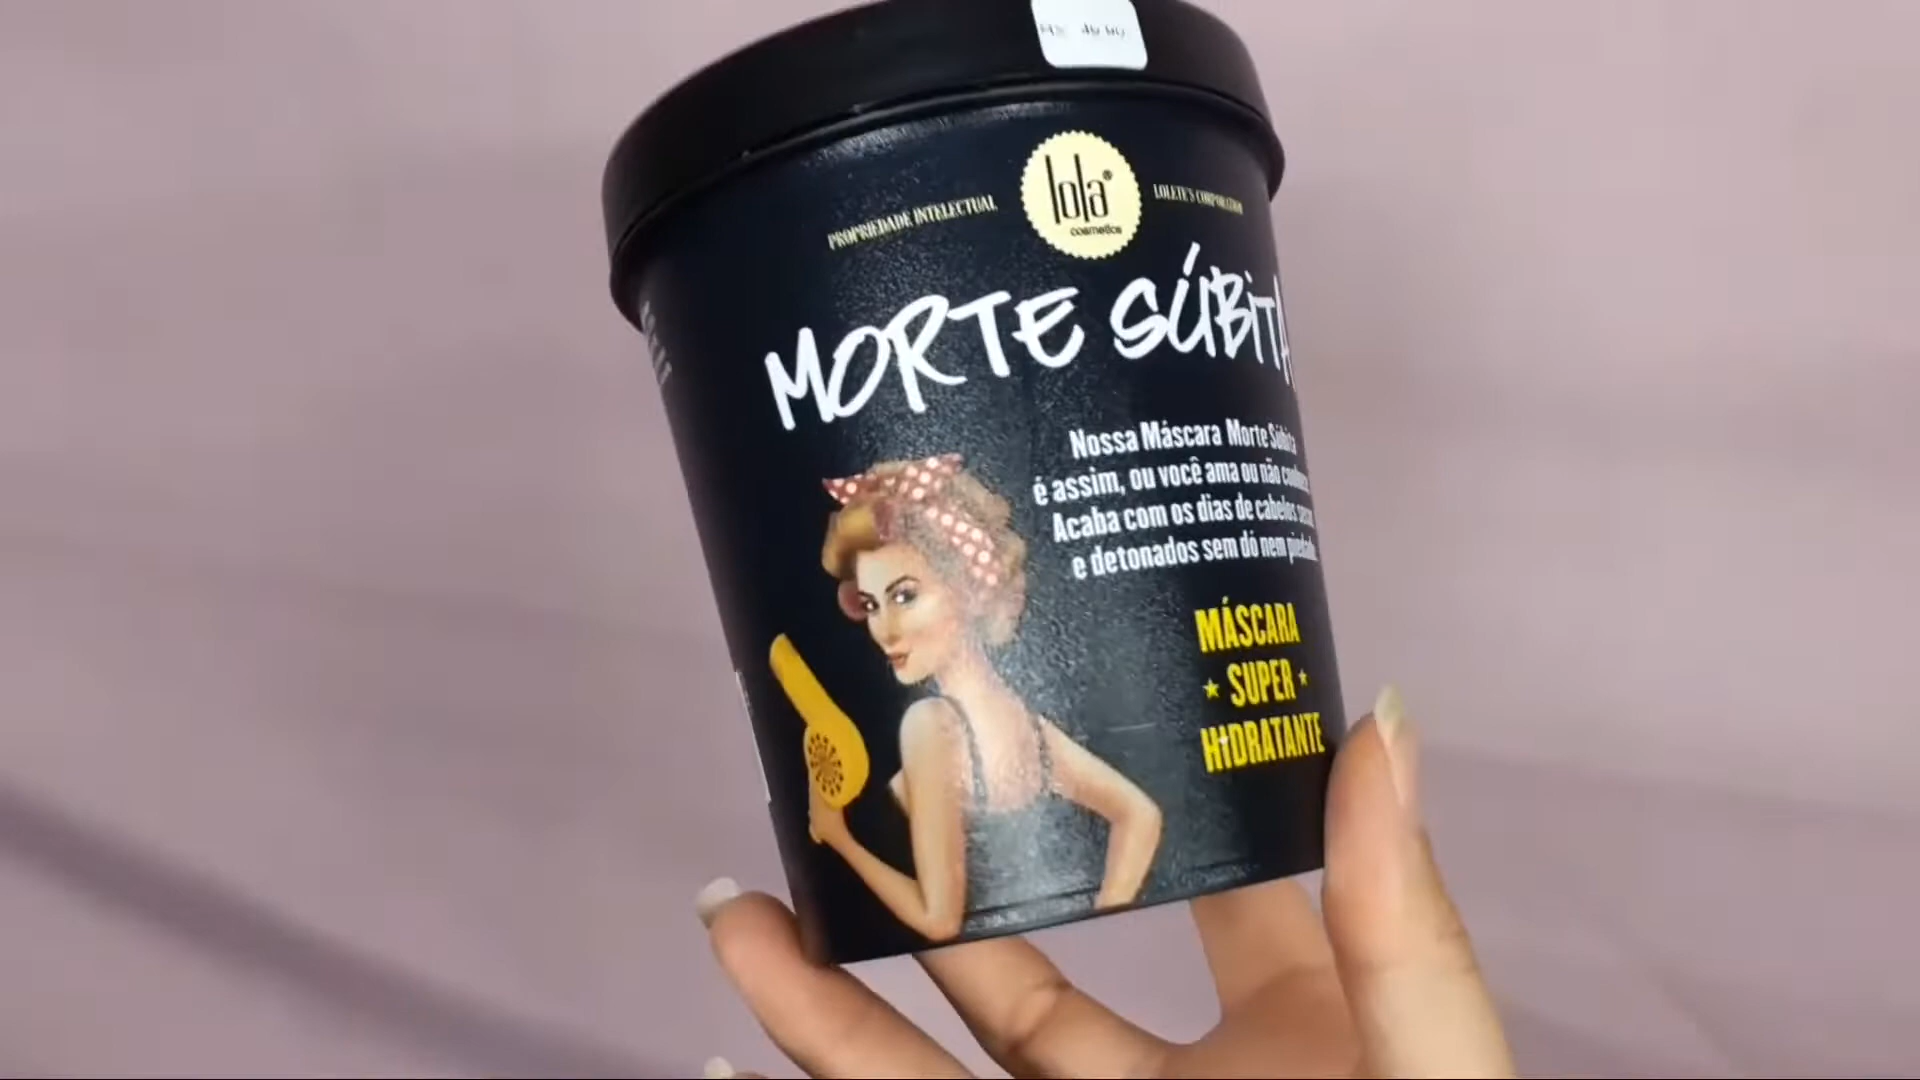 PROPRIEDADE INTELECTUAL
lola®
cosmetics
LOLETE'S CORPORATION
MORTE SÚBITA
Nossa Máscara Morte Súbita
é assim, ou você ama ou não
Acaba com os dias de cabelos
e detonados sem dó nem piedade.
MÁSCARA
★ SUPER ★
HIDRATANTE